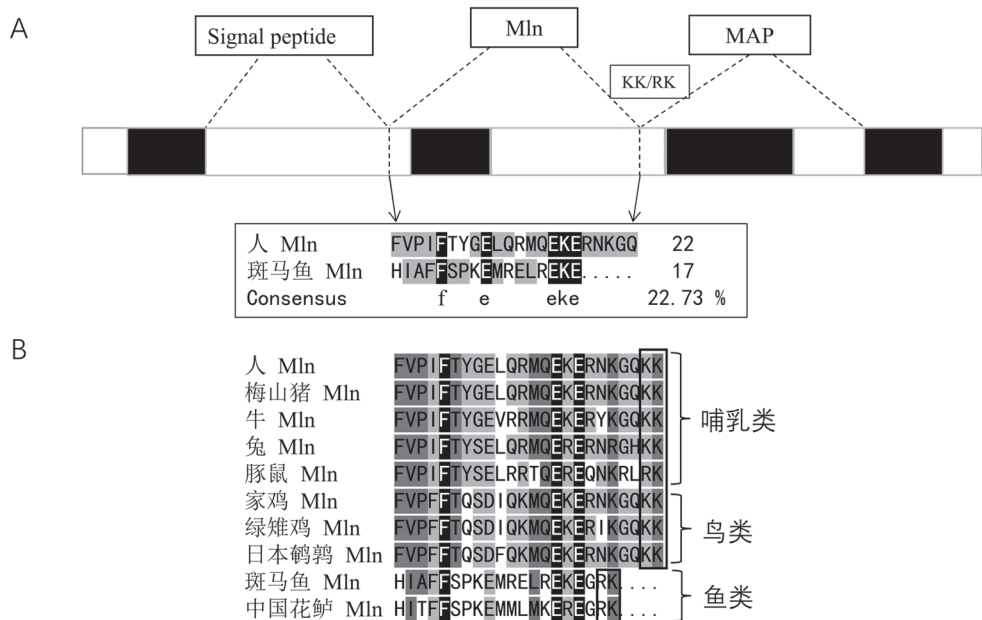 A
Signal peptide
Mln
MAP
KK/RK
人 Mln FVPIFTYGELQRMQEKERNKGQ 22
斑马鱼 Mln HIAFFSPKEMRELREKE..... 17
Consensus f e eke 22.73 %
B
人 Mln FVPIFTYGELQRMQEKERNKGQKK
梅山猪 Mln FVPIFTYGELQRMQEKERNKGQKK
牛 Mln FVPIFTYGEVRRMQEKERYKGQKK
兔 Mln FVPIFTYSELQRMQERERNRGHKK
豚鼠 Mln FVPIFTYSELRRTQEREQNKRLRK
哺乳类
家鸡 Mln FVPFFTQSDIQKMQEKERNKGQKK
绿雉鸡 Mln FVPFFTQSDIQKMQEKERIKGQKK
日本鹌鹑 Mln FVPFFTQSDFQKMQEKERNKGQKK
鸟类
斑马鱼 Mln HIAFFSPKEMRELREKEGRK....
中国花鲈 Mln HITFFSPKEMMLMKEREGRK....
鱼类